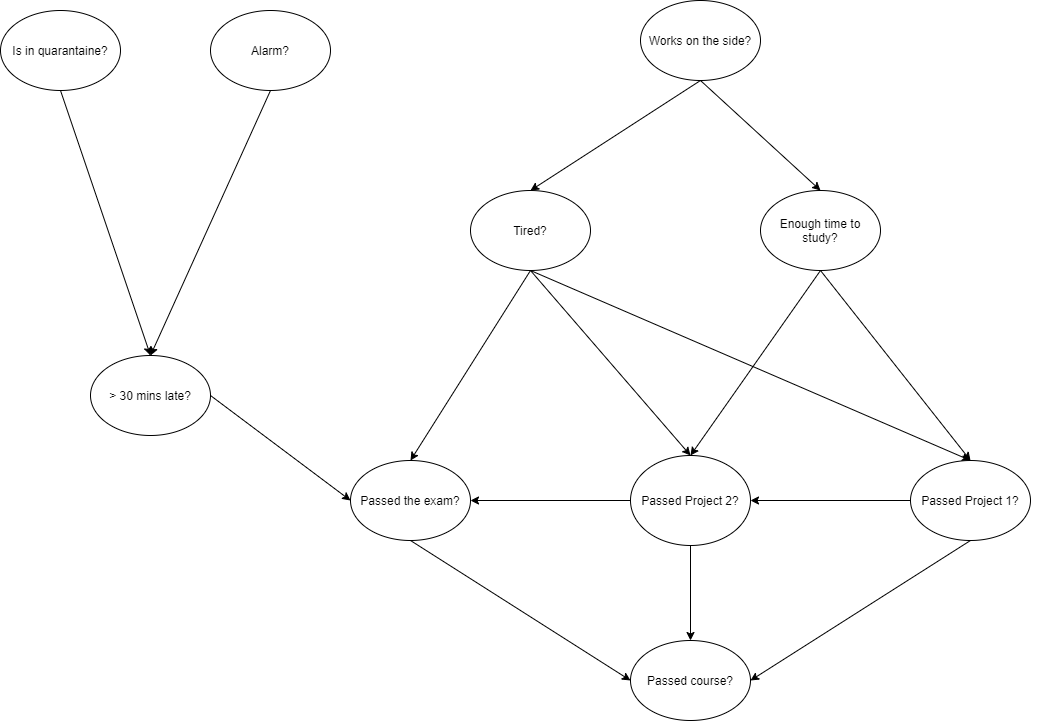 Works on the side?
Is in quarantaine?
Alarm?
Tired?
Enough time to
study?
> 30 mins late?
Passed the exam?
Passed Project 2?
Passed Project 1?
Passed course?